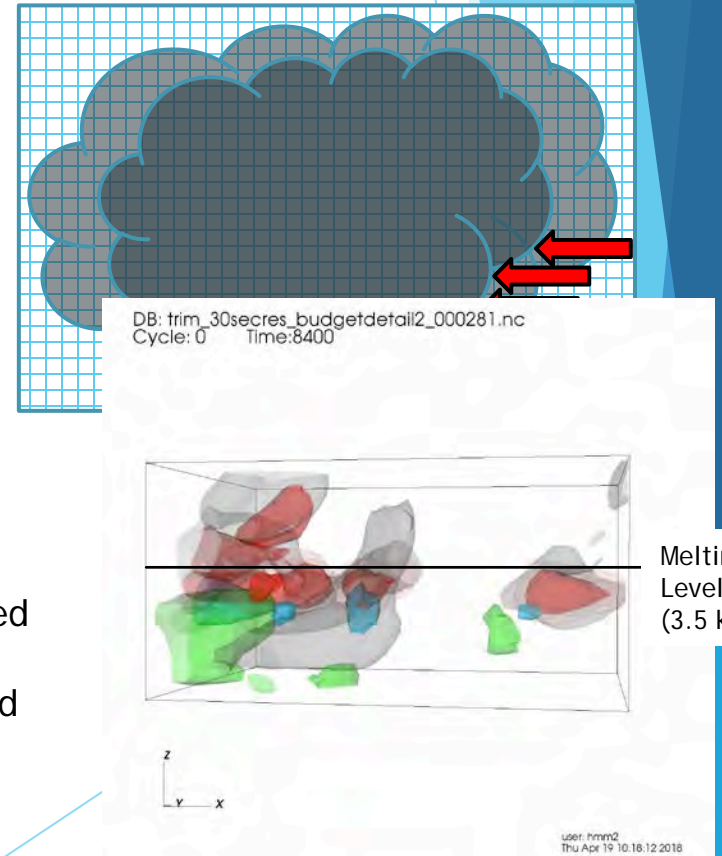 DB: trim_30secres_budgetdetail2_000281.nc
Cycle: 0 Time:8400
Level
(3.5
ed
d
Z
Y X
user: hmm2
Thu Apr 19 10:18:12 2018